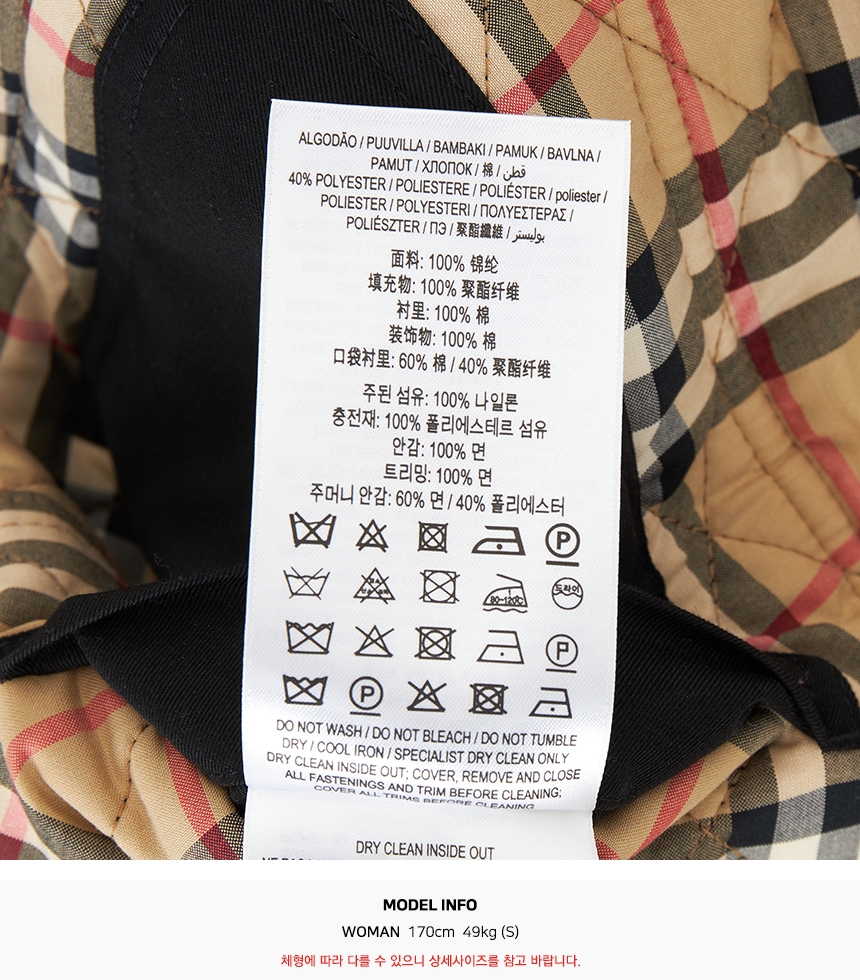 ALGODÃO / PUUVILLA / BAMBAKI / PAMUK / BAVLNA /
PAMUT / ХЛОПОК / 棉 / قطن
40% POLYESTER / POLIESTERE / POLIÉSTER / poliester /
POLIESTER / POLYESTERI / ΠΟΛΥΕΣΤΕΡΑΣ /
POLIÉSZTER / ПЭ / 聚酯纖維 / بوليستر
面料: 100% 锦纶
填充物: 100% 聚酯纤维
衬里: 100% 棉
装饰物: 100% 棉
口袋衬里: 60% 棉 / 40% 聚酯纤维
주된 섬유: 100% 나일론
충전재: 100% 폴리에스테르 섬유
안감: 100% 면
트리밍: 100% 면
주머니 안감: 60% 면 / 40% 폴리에스터
P
80~120℃ 드라이
P
P
DO NOT WASH / DO NOT BLEACH / DO NOT TUMBLE
DRY / COOL IRON / SPECIALIST DRY CLEAN ONLY
DRY CLEAN INSIDE OUT; COVER, REMOVE AND CLOSE
ALL FASTENINGS AND TRIM BEFORE CLEANING;
COVER ALL TRIMS BEFORE CLEANING
DRY CLEAN INSIDE OUT
MODEL INFO
WOMAN 170cm 49kg (S)
체형에 따라 다를 수 있으니 상세사이즈를 참고 바랍니다.